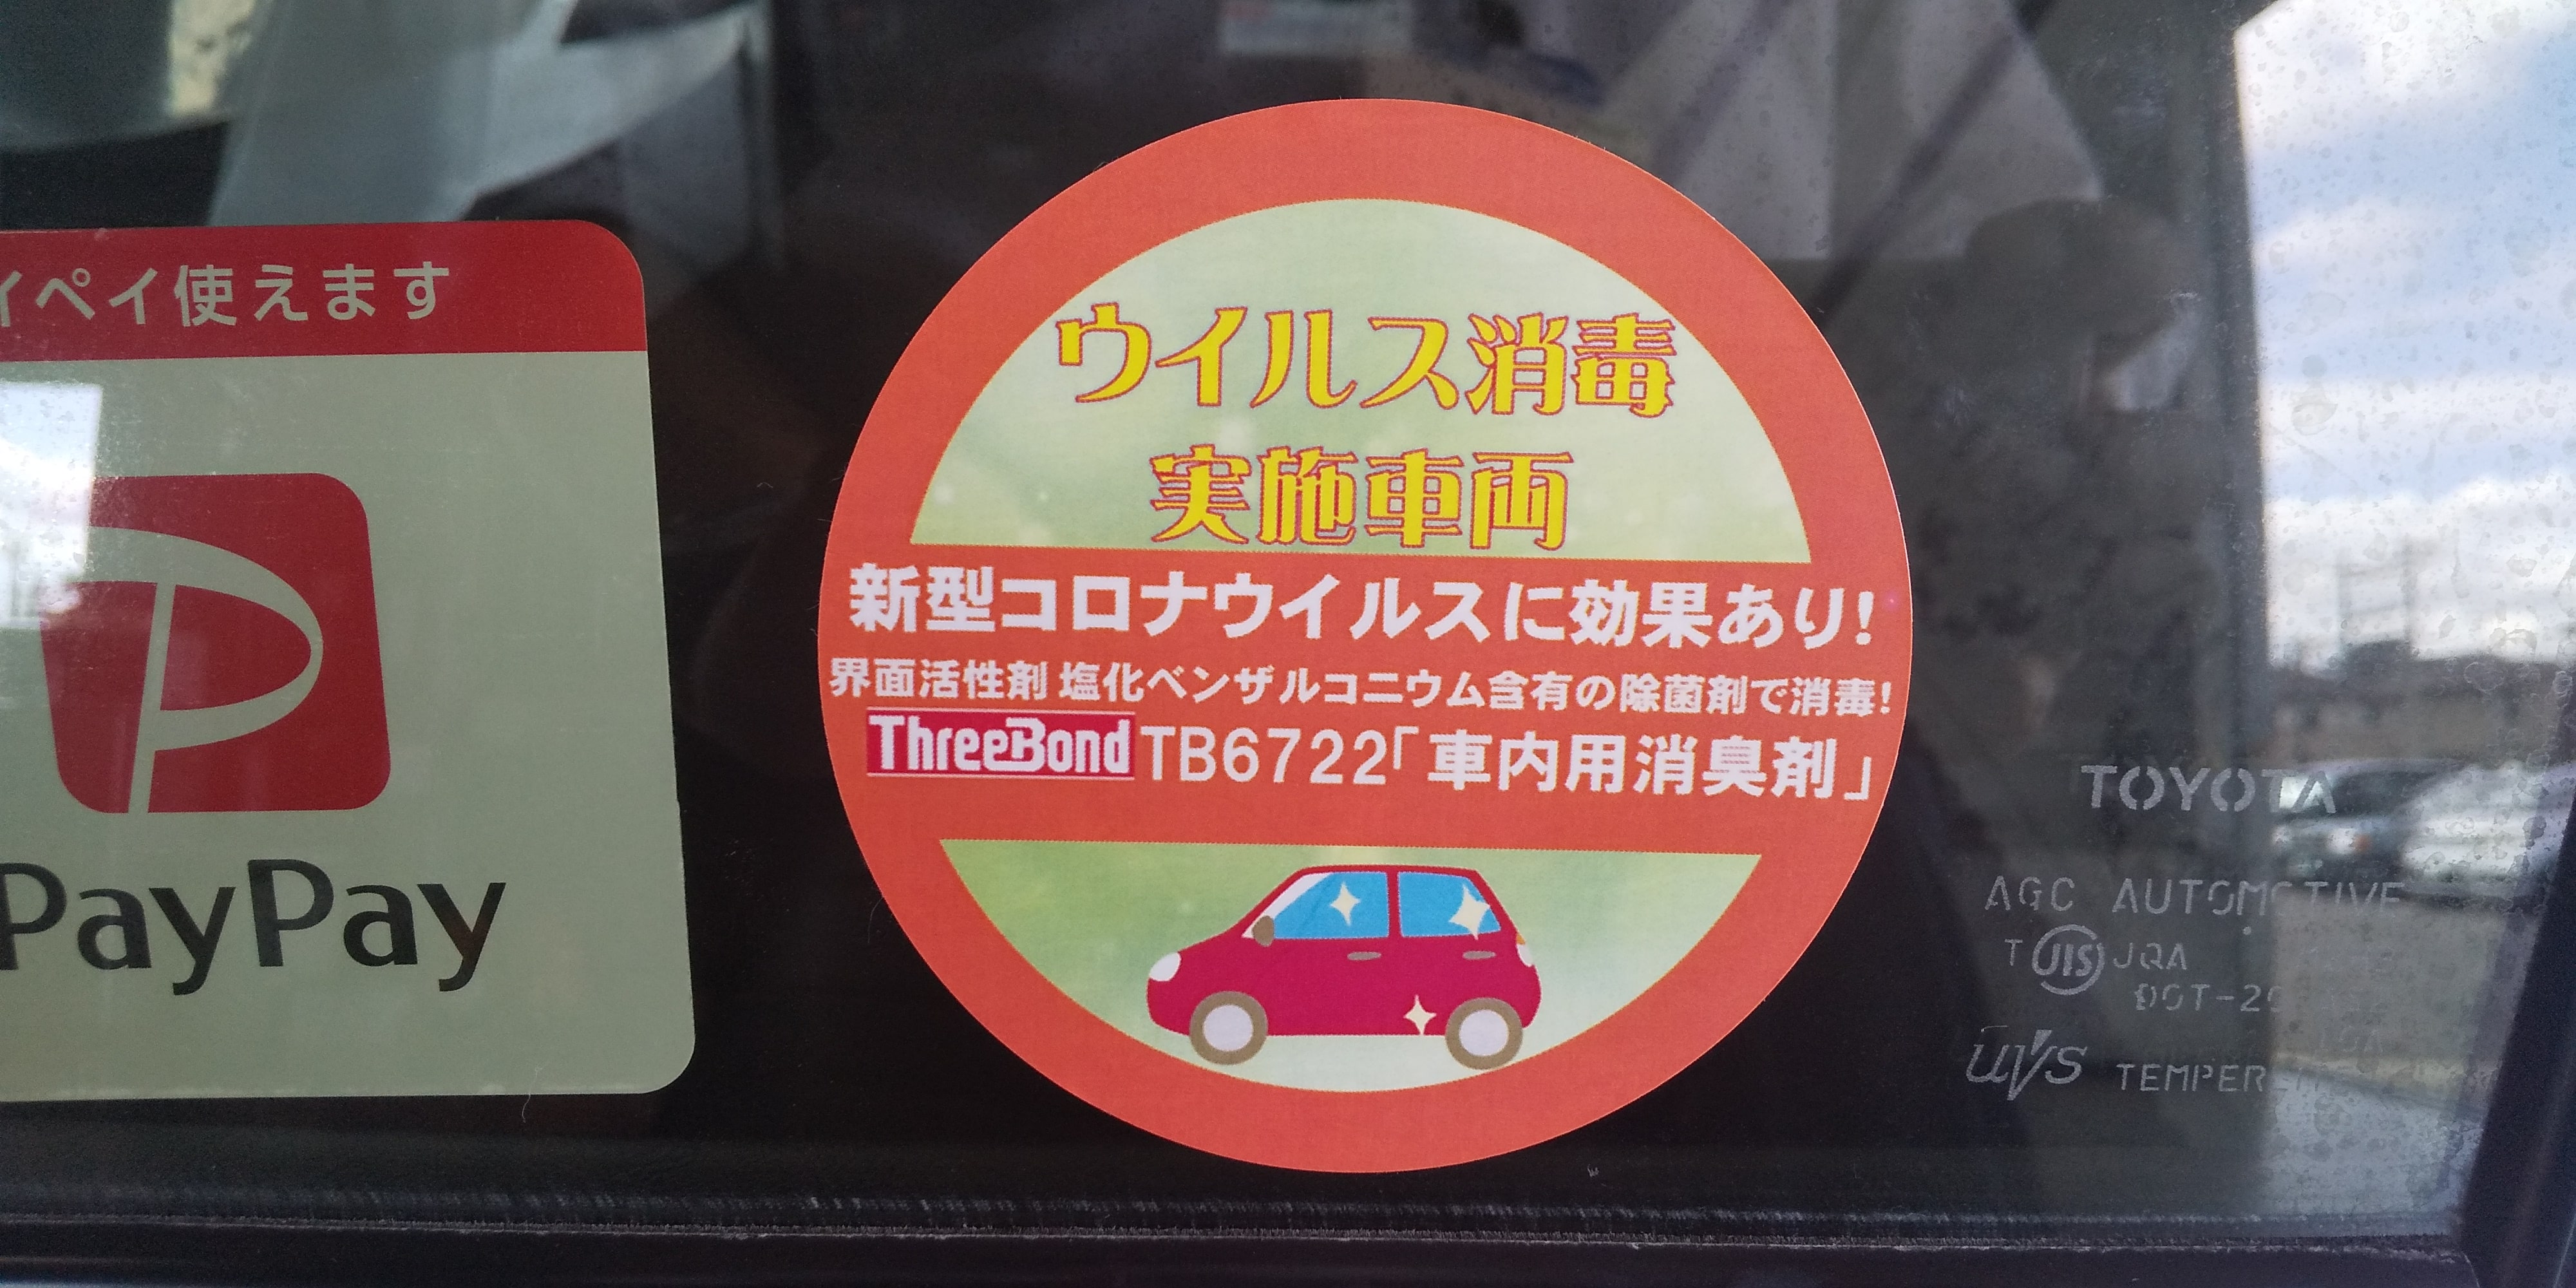 イペイ使えます
PayPay
ウイルス消毒
実施車両
新型コロナウイルスに効果あり!
界面活性剤 塩化ベンザルコニウム含有の除菌剤で消毒!
ThreeBond TB6722「車内用消臭剤」
TOYOTA
AGC AUTOMOTIVE
T JIS JQA
uvs